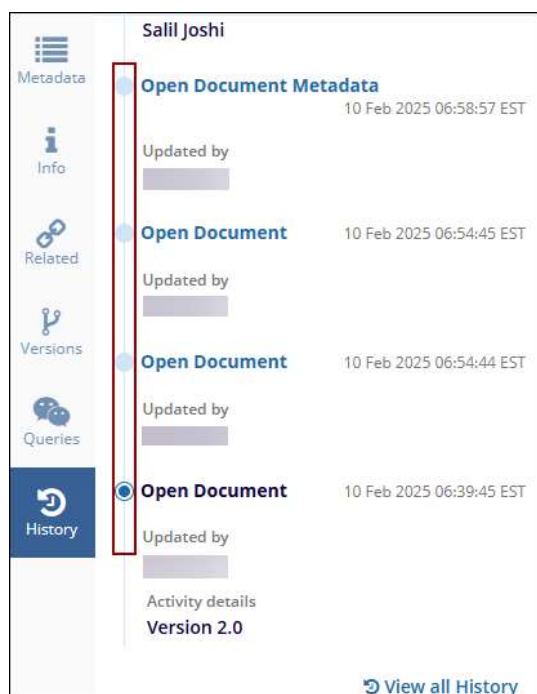 Salil Joshi
Metadata
Open Document Metadata
10 Feb 2025 06:58:57 EST
Updated by
Info
Related
Open Document 10 Feb 2025 06:54:45 EST
Updated by
Versions
Open Document 10 Feb 2025 06:54:44 EST
Updated by
Queries
History
Open Document 10 Feb 2025 06:39:45 EST
Updated by
Activity details
Version 2.0
View all History